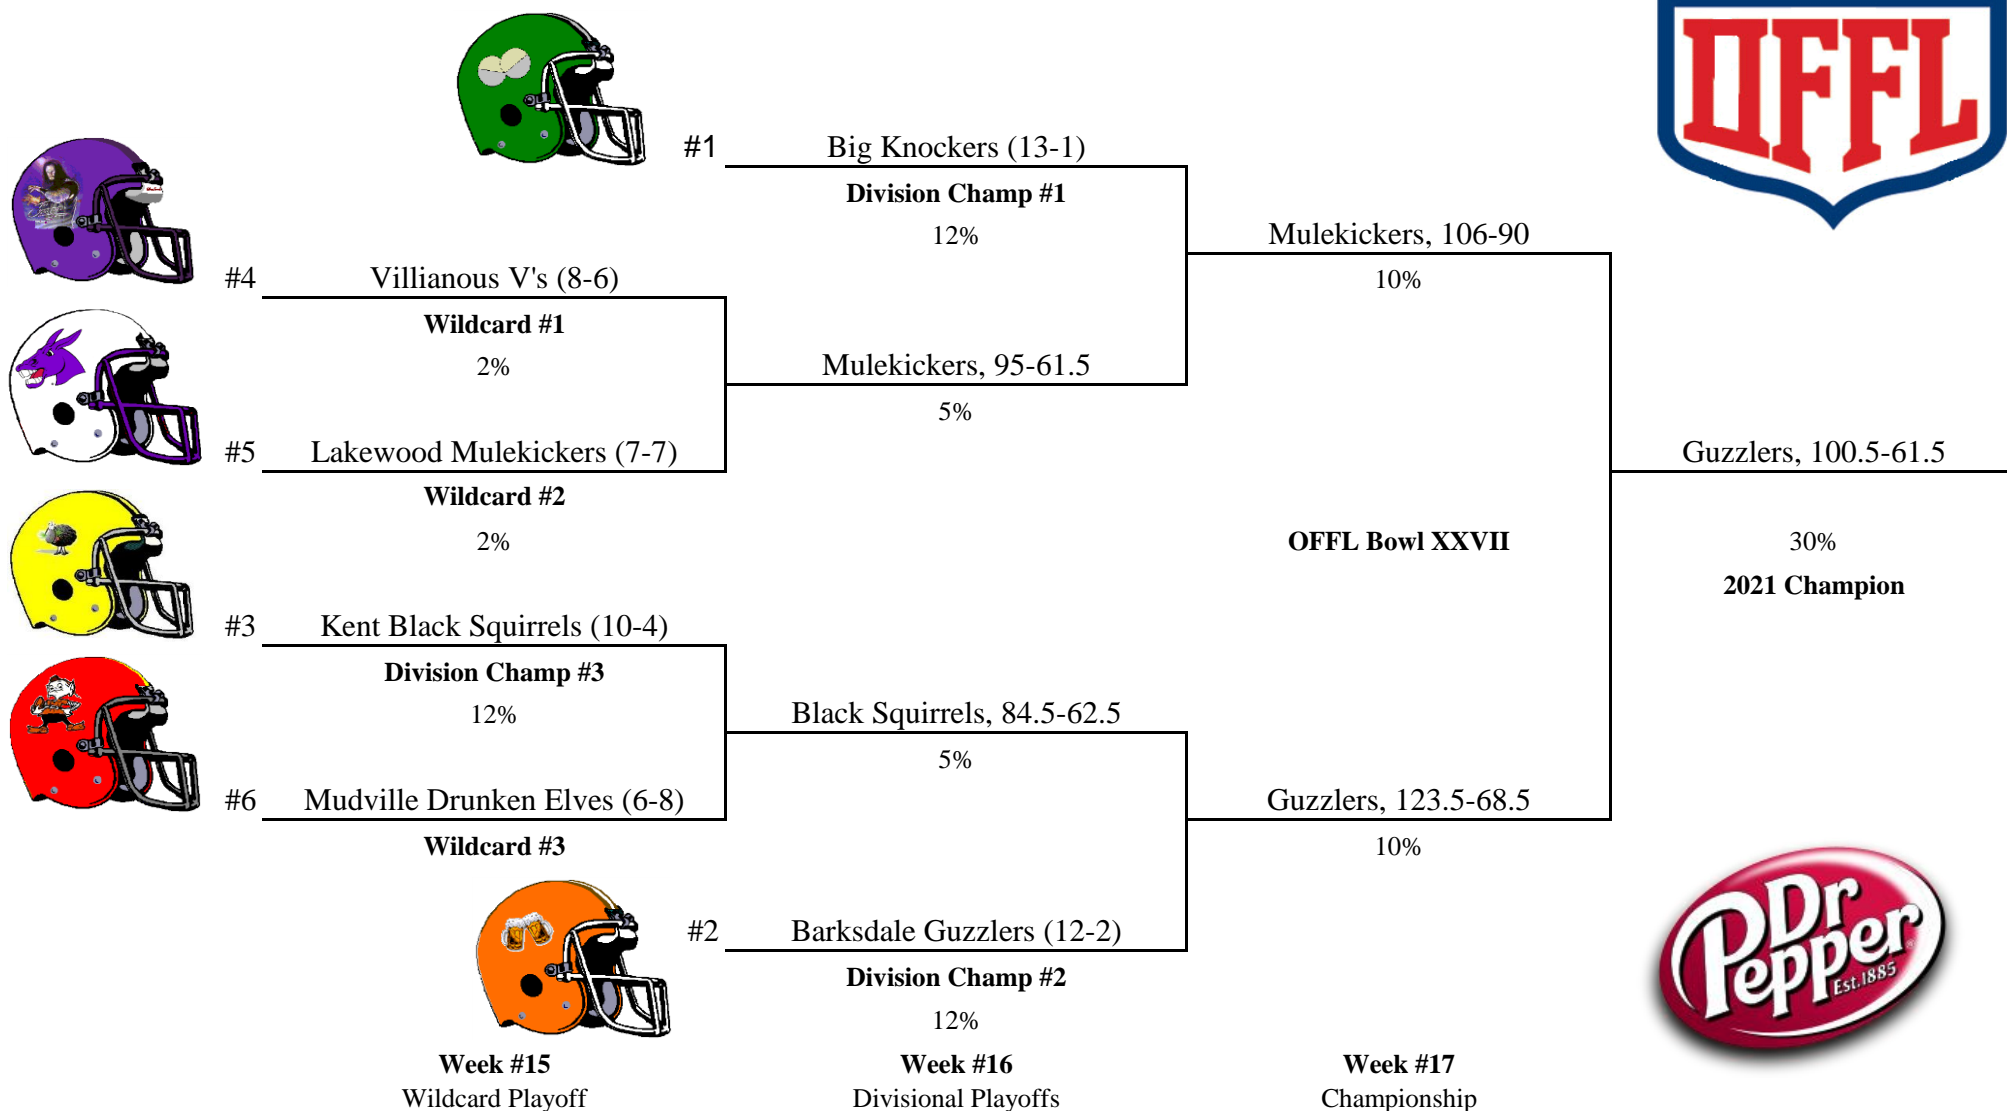 OFFL
#1
Big Knockers (13-1)
Division Champ #1
12%
Mulekickers, 106-90
10%
#4
Villianous V's (8-6)
Wildcard #1
2%
Mulekickers, 95-61.5
5%
#5
Lakewood Mulekickers (7-7)
Wildcard #2
2%
Guzzlers, 100.5-61.5
OFFL Bowl XXVII
30%
2021 Champion
#3
Kent Black Squirrels (10-4)
Division Champ #3
12%
Black Squirrels, 84.5-62.5
5%
#6
Mudville Drunken Elves (6-8)
Wildcard #3
Guzzlers, 123.5-68.5
10%
#2
Barksdale Guzzlers (12-2)
Division Champ #2
12%
Dr
Pepper
Est.1885
Week #15
Wildcard Playoff
Week #16
Divisional Playoffs
Week #17
Championship